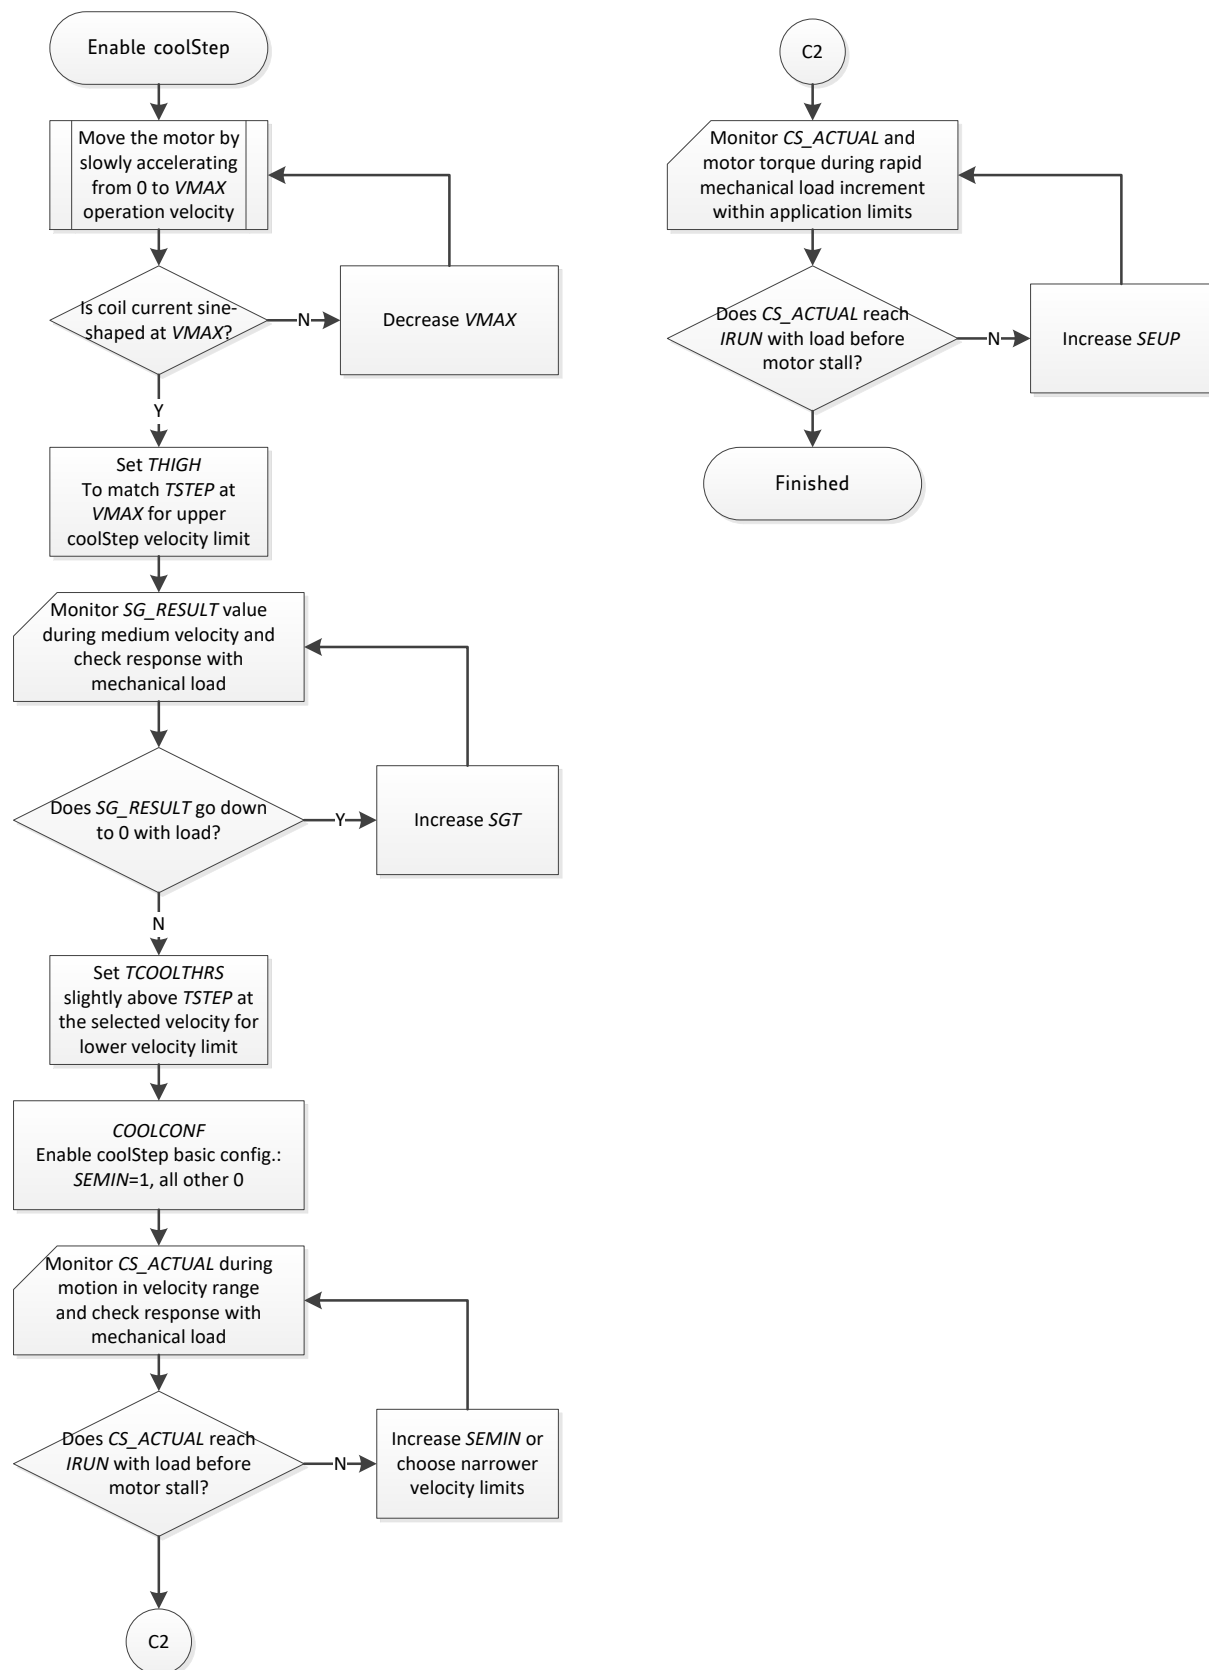 Enable coolStep
Move the motor by
slowly accelerating
from 0 to VMAX
operation velocity
Is coil current sine-
shaped at VMAX?
N
Decrease VMAX
Y
Set THIGH
To match TSTEP at
VMAX for upper
coolStep velocity limit
Monitor SG_RESULT value
during medium velocity and
check response with
mechanical load
Does SG_RESULT go down
to 0 with load?
Y
Increase SGT
N
Set TCOOLTHRS
slightly above TSTEP at
the selected velocity for
lower velocity limit
COOLCONF
Enable coolStep basic config.:
SEMIN=1, all other 0
Monitor CS_ACTUAL during
motion in velocity range
and check response with
mechanical load
Does CS_ACTUAL reach
IRUN with load before
motor stall?
N
Increase SEMIN or
choose narrower
velocity limits
C2
C2
Monitor CS_ACTUAL and
motor torque during rapid
mechanical load increment
within application limits
Does CS_ACTUAL reach
IRUN with load before
motor stall?
N
Increase SEUP
Finished